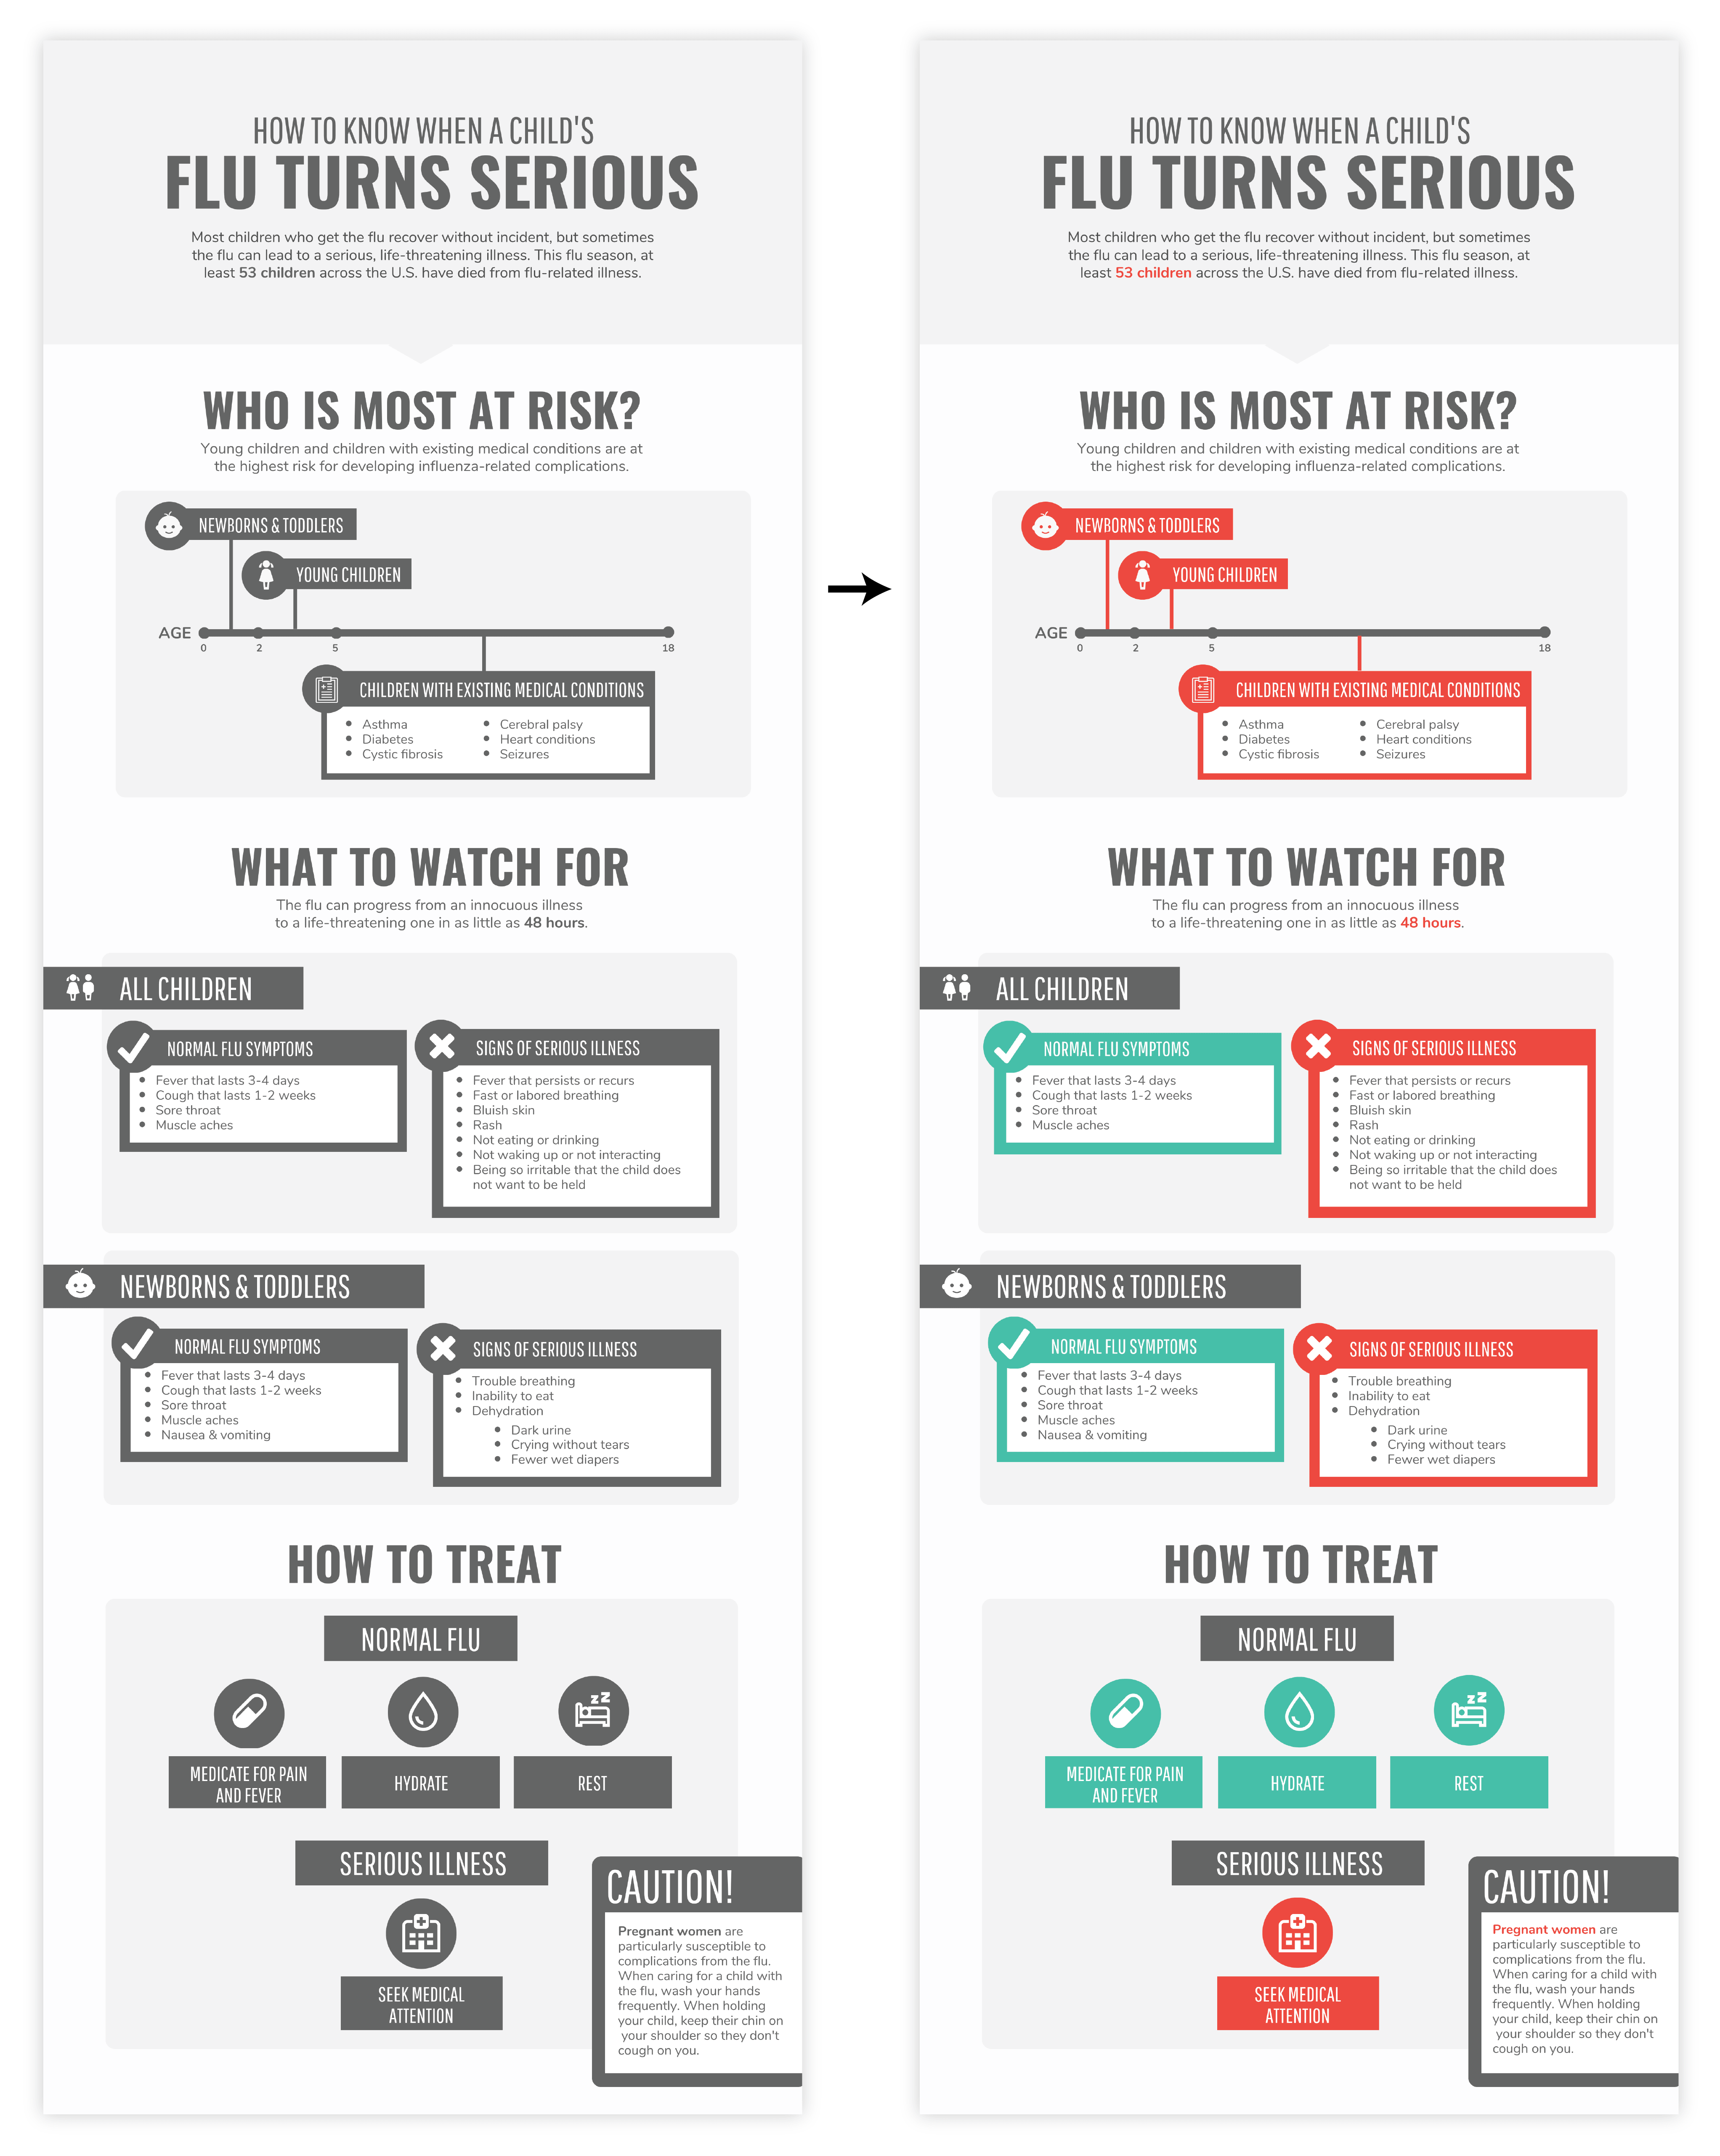 HOW TO KNOW WHEN A CHILD'S
FLU TURNS SERIOUS
Most children who get the flu recover without incident, but sometimes
the flu can lead to a serious, life-threatening illness. This flu season, at
least 53 children across the U.S. have died from flu-related illness.
WHO IS MOST AT RISK?
Young children and children with existing medical conditions are at
the highest risk for developing influenza-related complications.
NEWBORNS & TODDLERS
YOUNG CHILDREN
AGE
0 2 5 18
CHILDREN WITH EXISTING MEDICAL CONDITIONS
• Asthma
• Diabetes
• Cystic fibrosis
• Cerebral palsy
• Heart conditions
• Seizures
WHAT TO WATCH FOR
The flu can progress from an innocuous illness
to a life-threatening one in as little as 48 hours.
ALL CHILDREN
NORMAL FLU SYMPTOMS
• Fever that lasts 3-4 days
• Cough that lasts 1-2 weeks
• Sore throat
• Muscle aches
SIGNS OF SERIOUS ILLNESS
• Fever that persists or recurs
• Fast or labored breathing
• Bluish skin
• Rash
• Not eating or drinking
• Not waking up or not interacting
• Being so irritable that the child does
not want to be held
NEWBORNS & TODDLERS
NORMAL FLU SYMPTOMS
• Fever that lasts 3-4 days
• Cough that lasts 1-2 weeks
• Sore throat
• Muscle aches
• Nausea & vomiting
SIGNS OF SERIOUS ILLNESS
• Trouble breathing
• Inability to eat
• Dehydration
• Dark urine
• Crying without tears
• Fewer wet diapers
HOW TO TREAT
NORMAL FLU
zZ
MEDICATE FOR PAIN
AND FEVER
HYDRATE
REST
SERIOUS ILLNESS
SEEK MEDICAL
ATTENTION
CAUTION!
Pregnant women are
particularly susceptible to
complications from the flu.
When caring for a child with
the flu, wash your hands
frequently. When holding
your child, keep their chin on
your shoulder so they don't
cough on you.
HOW TO KNOW WHEN A CHILD'S
FLU TURNS SERIOUS
Most children who get the flu recover without incident, but sometimes
the flu can lead to a serious, life-threatening illness. This flu season, at
least 53 children across the U.S. have died from flu-related illness.
WHO IS MOST AT RISK?
Young children and children with existing medical conditions are at
the highest risk for developing influenza-related complications.
NEWBORNS & TODDLERS
YOUNG CHILDREN
AGE
0 2 5 18
CHILDREN WITH EXISTING MEDICAL CONDITIONS
• Asthma
• Diabetes
• Cystic fibrosis
• Cerebral palsy
• Heart conditions
• Seizures
WHAT TO WATCH FOR
The flu can progress from an innocuous illness
to a life-threatening one in as little as 48 hours.
ALL CHILDREN
NORMAL FLU SYMPTOMS
• Fever that lasts 3-4 days
• Cough that lasts 1-2 weeks
• Sore throat
• Muscle aches
SIGNS OF SERIOUS ILLNESS
• Fever that persists or recurs
• Fast or labored breathing
• Bluish skin
• Rash
• Not eating or drinking
• Not waking up or not interacting
• Being so irritable that the child does
not want to be held
NEWBORNS & TODDLERS
NORMAL FLU SYMPTOMS
• Fever that lasts 3-4 days
• Cough that lasts 1-2 weeks
• Sore throat
• Muscle aches
• Nausea & vomiting
SIGNS OF SERIOUS ILLNESS
• Trouble breathing
• Inability to eat
• Dehydration
• Dark urine
• Crying without tears
• Fewer wet diapers
HOW TO TREAT
NORMAL FLU
zZ
MEDICATE FOR PAIN
AND FEVER
HYDRATE
REST
SERIOUS ILLNESS
SEEK MEDICAL
ATTENTION
CAUTION!
Pregnant women are
particularly susceptible to
complications from the flu.
When caring for a child with
the flu, wash your hands
frequently. When holding
your child, keep their chin on
your shoulder so they don't
cough on you.